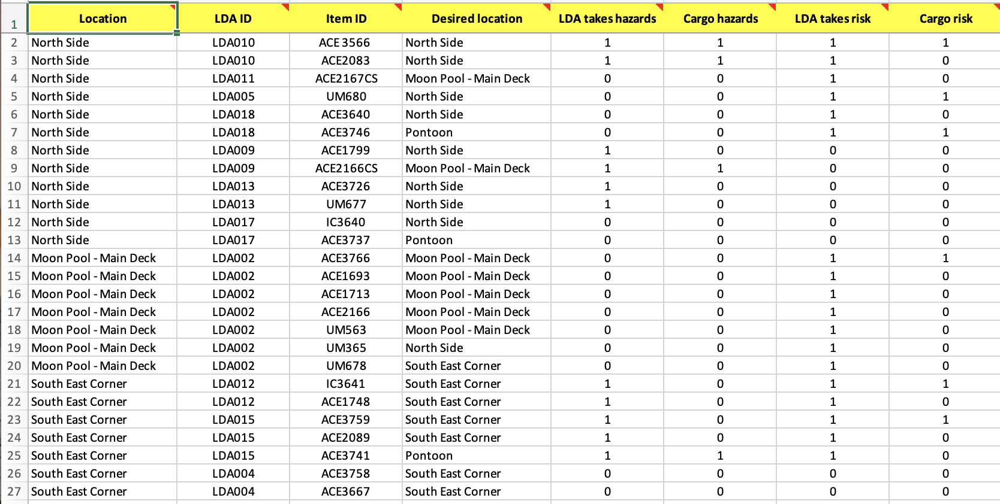 1 Location LDA ID Item ID Desired location LDA takes hazards Cargo hazards LDA takes risk Cargo risk
2 North Side LDA010 ACE 3566 North Side 1 1 1 1
3 North Side LDA010 ACE2083 North Side 1 1 1 0
4 North Side LDA011 ACE2167CS Moon Pool - Main Deck 0 0 1 0
5 North Side LDA005 UM680 North Side 0 0 1 1
6 North Side LDA018 ACE3640 North Side 0 0 1 0
7 North Side LDA018 ACE3746 Pontoon 0 0 1 1
8 North Side LDA009 ACE1799 North Side 1 0 0 0
9 North Side LDA009 ACE2166CS Moon Pool - Main Deck 1 1 0 0
10 North Side LDA013 ACE3726 North Side 1 0 0 0
11 North Side LDA013 UM677 North Side 1 0 0 0
12 North Side LDA017 IC3640 North Side 0 0 0 0
13 North Side LDA017 ACE3737 Pontoon 0 0 0 0
14 Moon Pool - Main Deck LDA002 ACE3766 Moon Pool - Main Deck 0 0 1 1
15 Moon Pool - Main Deck LDA002 ACE1693 Moon Pool - Main Deck 0 0 1 0
16 Moon Pool - Main Deck LDA002 ACE1713 Moon Pool - Main Deck 0 0 1 0
17 Moon Pool - Main Deck LDA002 ACE2166 Moon Pool - Main Deck 0 0 1 0
18 Moon Pool - Main Deck LDA002 UM563 Moon Pool - Main Deck 0 0 1 0
19 Moon Pool - Main Deck LDA002 UM365 North Side 0 0 1 0
20 Moon Pool - Main Deck LDA002 UM678 South East Corner 0 0 1 0
21 South East Corner LDA012 IC3641 South East Corner 1 0 1 1
22 South East Corner LDA012 ACE1748 South East Corner 1 0 1 0
23 South East Corner LDA015 ACE3759 South East Corner 1 0 1 1
24 South East Corner LDA015 ACE2089 South East Corner 1 0 1 0
25 South East Corner LDA015 ACE3741 Pontoon 1 1 1 0
26 South East Corner LDA004 ACE3758 South East Corner 0 0 0 0
27 South East Corner LDA004 ACE3667 South East Corner 0 0 0 0